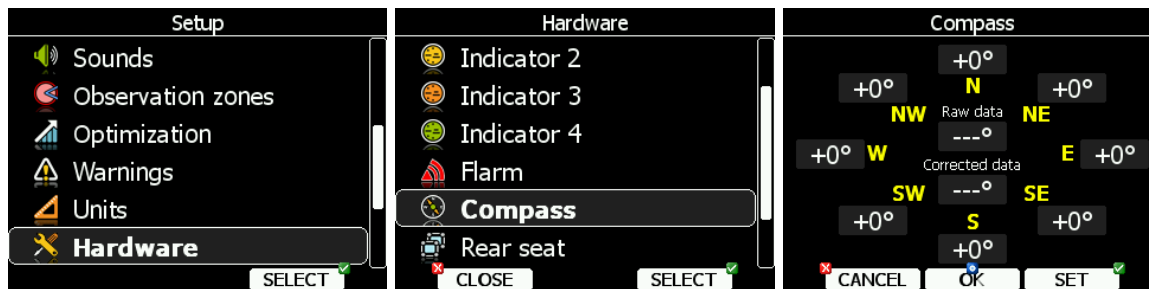 Setup
Sounds
Observation zones
Optimization
Warnings
Units
Hardware
SELECT
Hardware
Indicator 2
Indicator 3
Indicator 4
Flarm
Compass
Rear seat
CLOSE SELECT
Compass
+0°
+0° N +0°
NW Raw data NE
---°
+0° W E +0°
Corrected data
SW ---° SE
+0° S +0°
+0°
CANCEL OK SET